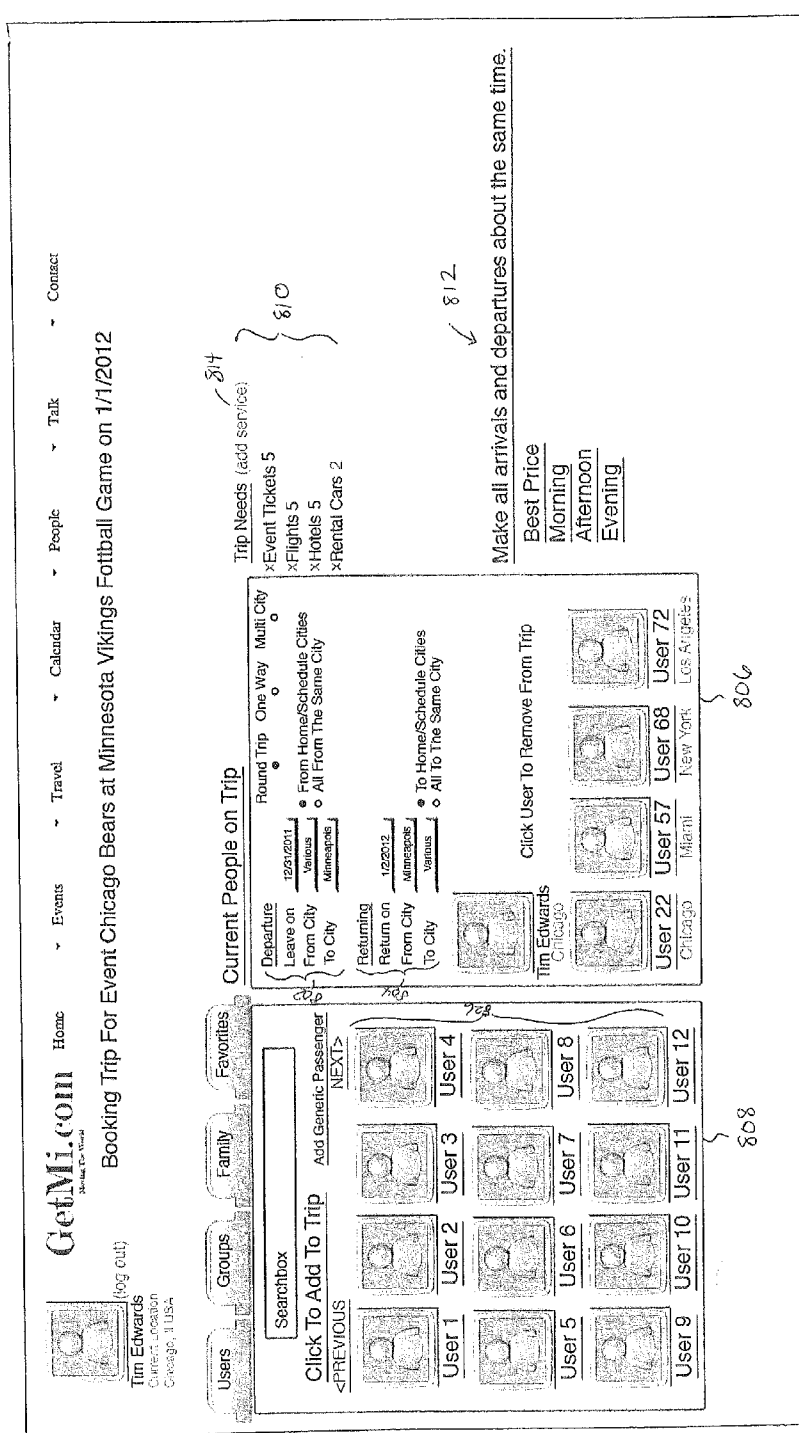 GetMi.com
Moving The World
Home
Events
Travel
Calendar
People
Talk
Contact
(log out)
Tim Edwards
Current Location
Chicago, Il USA
Booking Trip For Event Chicago Bears at Minnesota Vikings Fottball Game on 1/1/2012
Users
Groups
Family
Favorites
Searchbox
Click To Add To Trip
Add Generic Passenger
<PREVIOUS
NEXT>
User 1
User 2
User 3
User 4
User 5
User 6
User 7
User 8
User 9
User 10
User 11
User 12
826
808
Current People on Trip
Round Trip One Way Multi City
Departure
Leave on 12/31/2011
From City Various
To City Minneapolis
From Home/Schedule Cities
All From The Same City
802
Returning
Return on 1/2/2012
From City Minneapolis
To City Various
To Home/Schedule Cities
All To The Same City
804
Click User To Remove From Trip
Tim Edwards
Chicago
User 22
Chicago
User 57
Miami
User 68
New York
User 72
Los Angeles
806
Trip Needs (add service)
814
xEvent Tickets 5
xFlights 5
xHotels 5
xRental Cars 2
810
812
Make all arrivals and departures about the same time.
Best Price
Morning
Afternoon
Evening